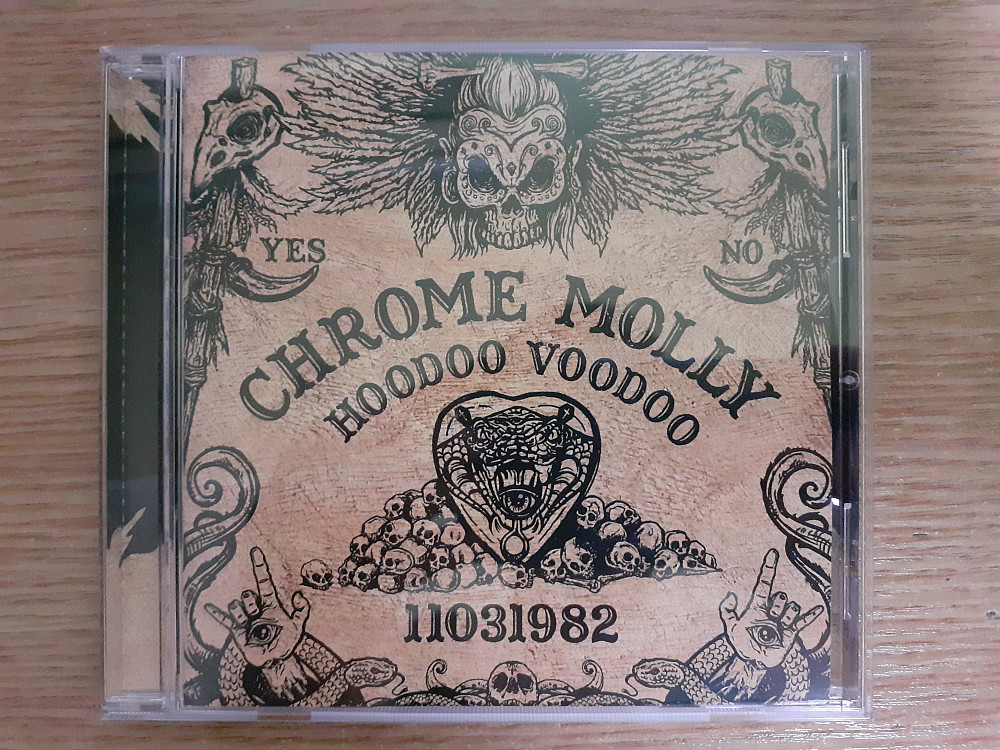 YES
NO
CHROME MOLLY
HOODOO VOODOO
11031982